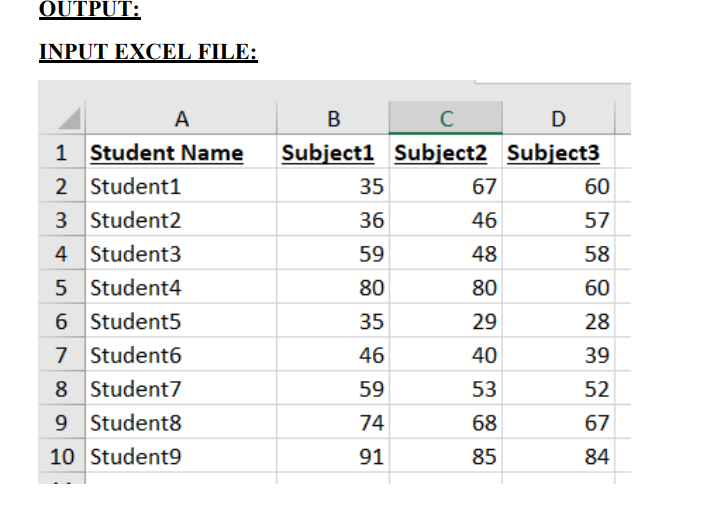 OUTPUT:
INPUT EXCEL FILE:
A B C D
1 Student Name Subject1 Subject2 Subject3
2 Student1 35 67 60
3 Student2 36 46 57
4 Student3 59 48 58
5 Student4 80 80 60
6 Student5 35 29 28
7 Student6 46 40 39
8 Student7 59 53 52
9 Student8 74 68 67
10 Student9 91 85 84